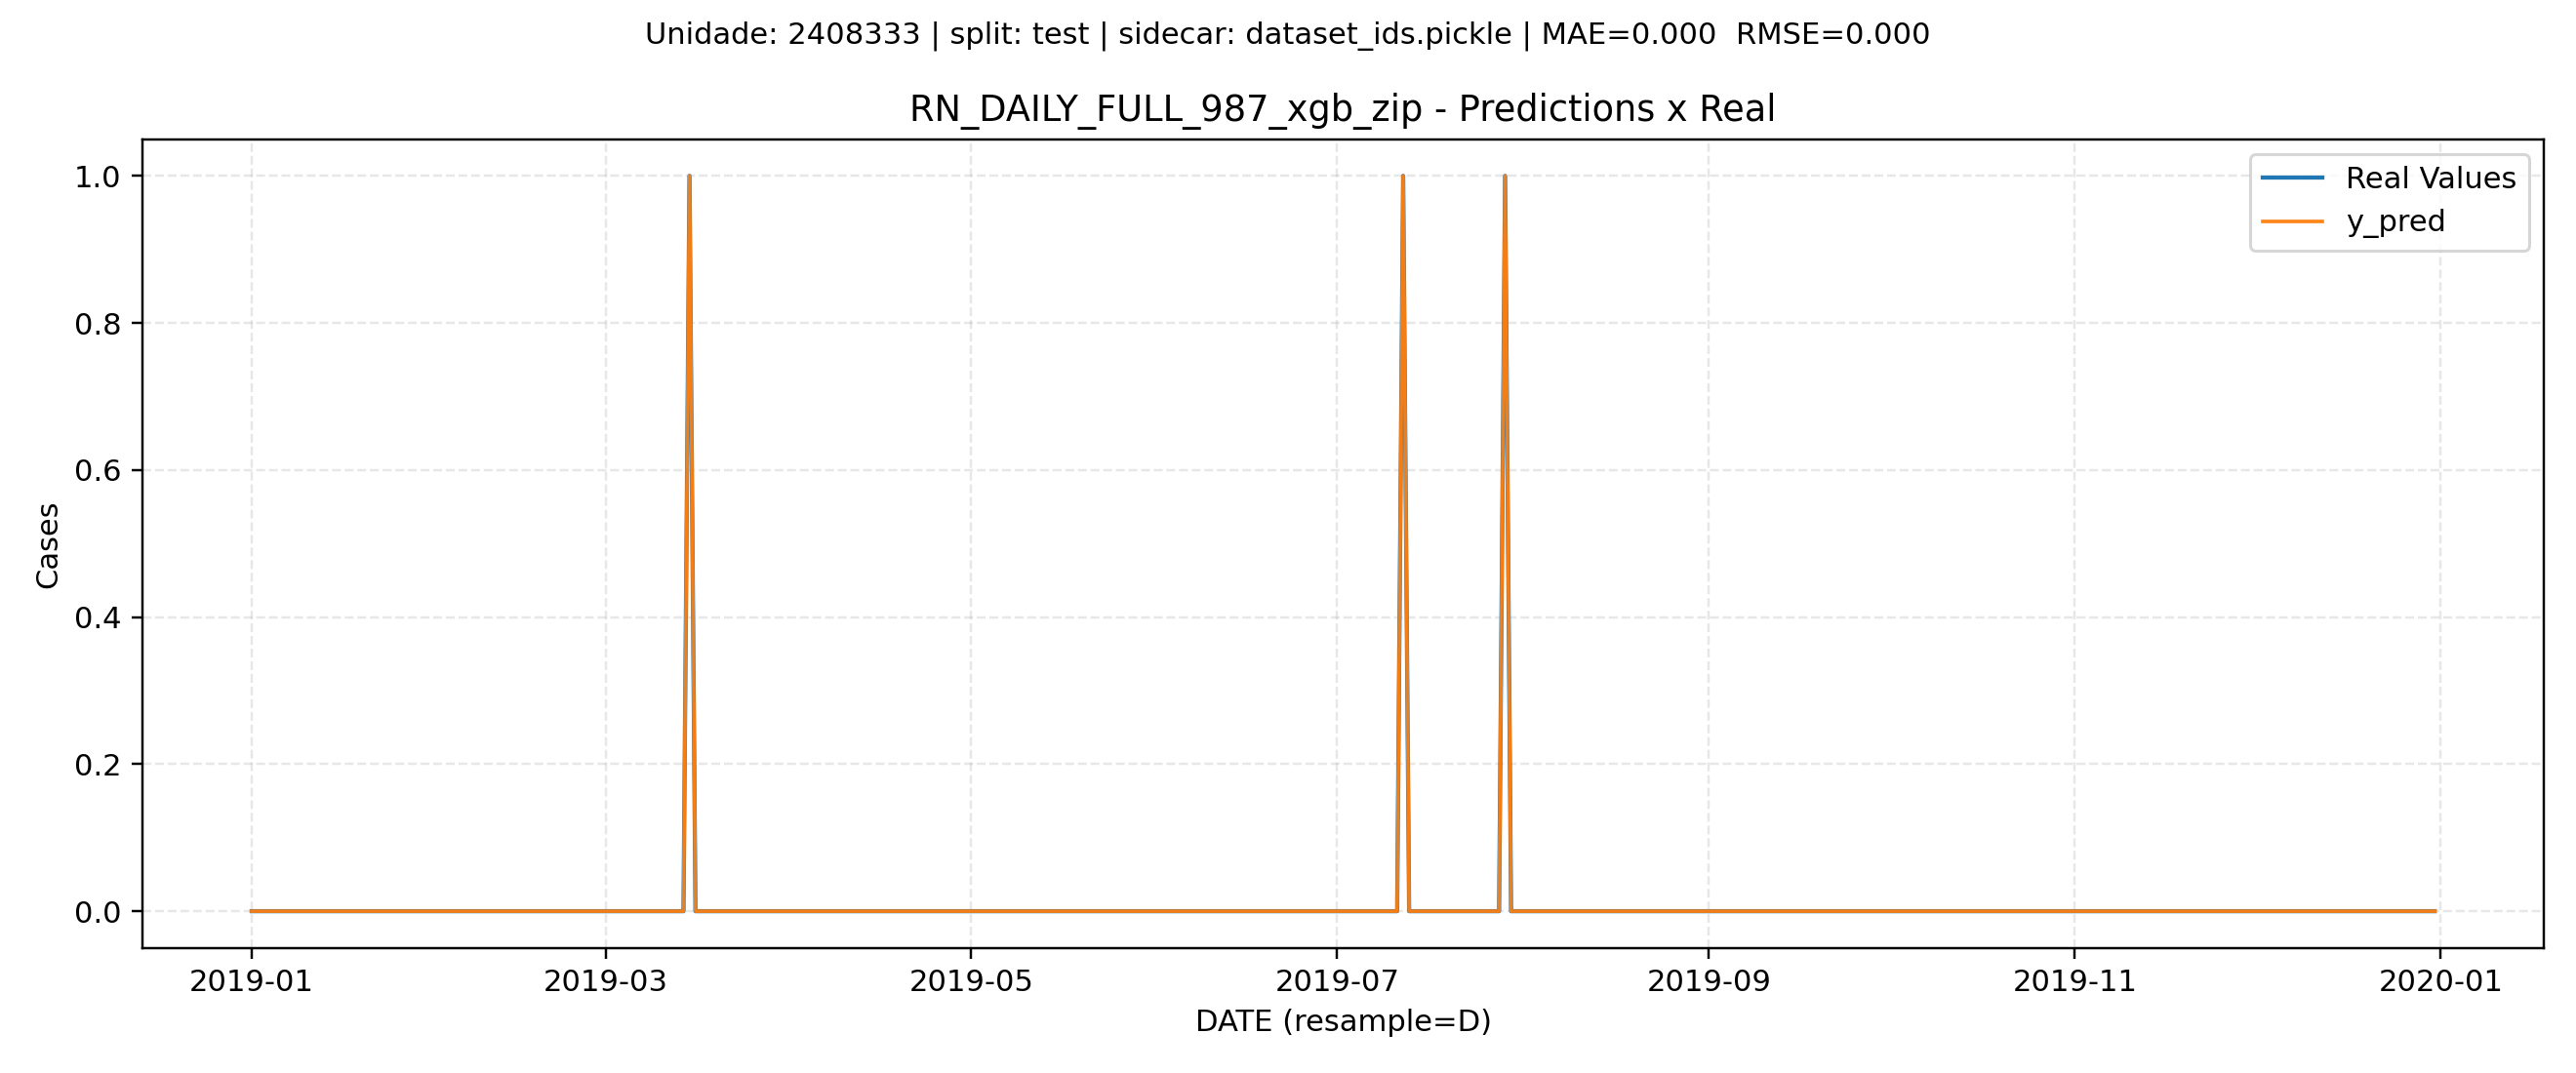 Unidade: 2408333 | split: test | sidecar: dataset_ids.pickle | MAE=0.000  RMSE=0.000
RN_DAILY_FULL_987_xgb_zip - Predictions x Real
Real Values
y_pred
Cases
1.0
0.8
0.6
0.4
0.2
0.0
2019-01
2019-03
2019-05
2019-07
2019-09
2019-11
2020-01
DATE (resample=D)